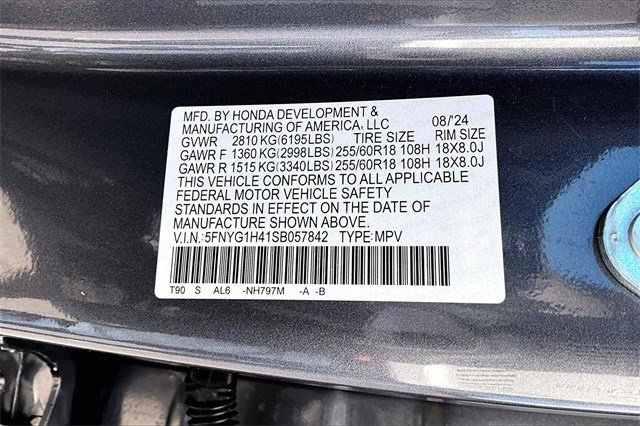 MFD. BY HONDA DEVELOPMENT &
MANUFACTURING OF AMERICA, LLC 08/'24
GVWR 2810 KG(6195LBS) TIRE SIZE RIM SIZE
GAWR F 1360 KG(2998LBS) 255/60R18 108H 18X8.0J
GAWR R 1515 KG(3340LBS) 255/60R18 108H 18X8.0J
THIS VEHICLE CONFORMS TO ALL APPLICABLE
FEDERAL MOTOR VEHICLE SAFETY
STANDARDS IN EFFECT ON THE DATE OF
MANUFACTURE SHOWN ABOVE.
V.I.N.:5FNYG1H41SB057842 TYPE:MPV
T90 S AL6 -NH797M -A -B